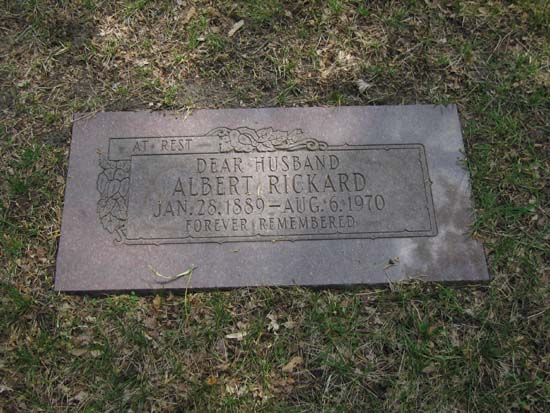 AT REST
DEAR HUSBAND
ALBERT RICKARD
JAN. 28, 1889 — AUG. 6, 1970
FOREVER REMEMBERED